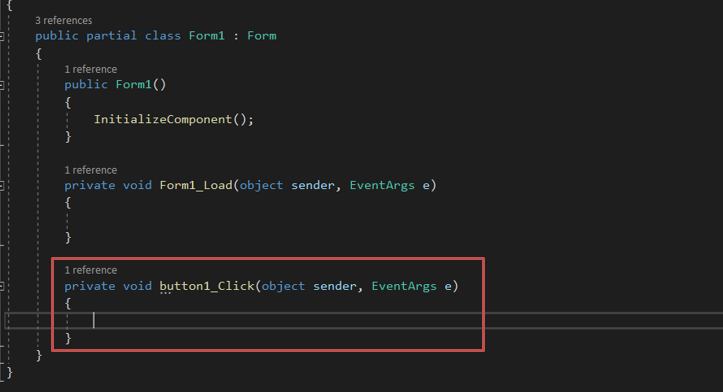 {
3 references
public partial class Form1 : Form
{
1 reference
public Form1()
{
InitializeComponent();
}
1 reference
private void Form1_Load(object sender, EventArgs e)
{
}
1 reference
private void button1_Click(object sender, EventArgs e)
{
}
}
}